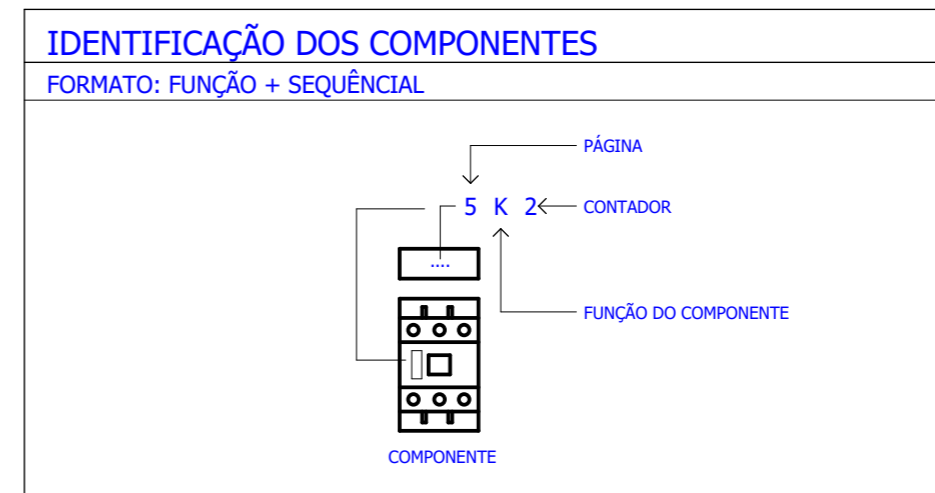 IDENTIFICAÇÃO DOS COMPONENTES
FORMATO: FUNÇÃO + SEQUÊNCIAL
PÁGINA
5 K 2
CONTADOR
....
FUNÇÃO DO COMPONENTE
COMPONENTE